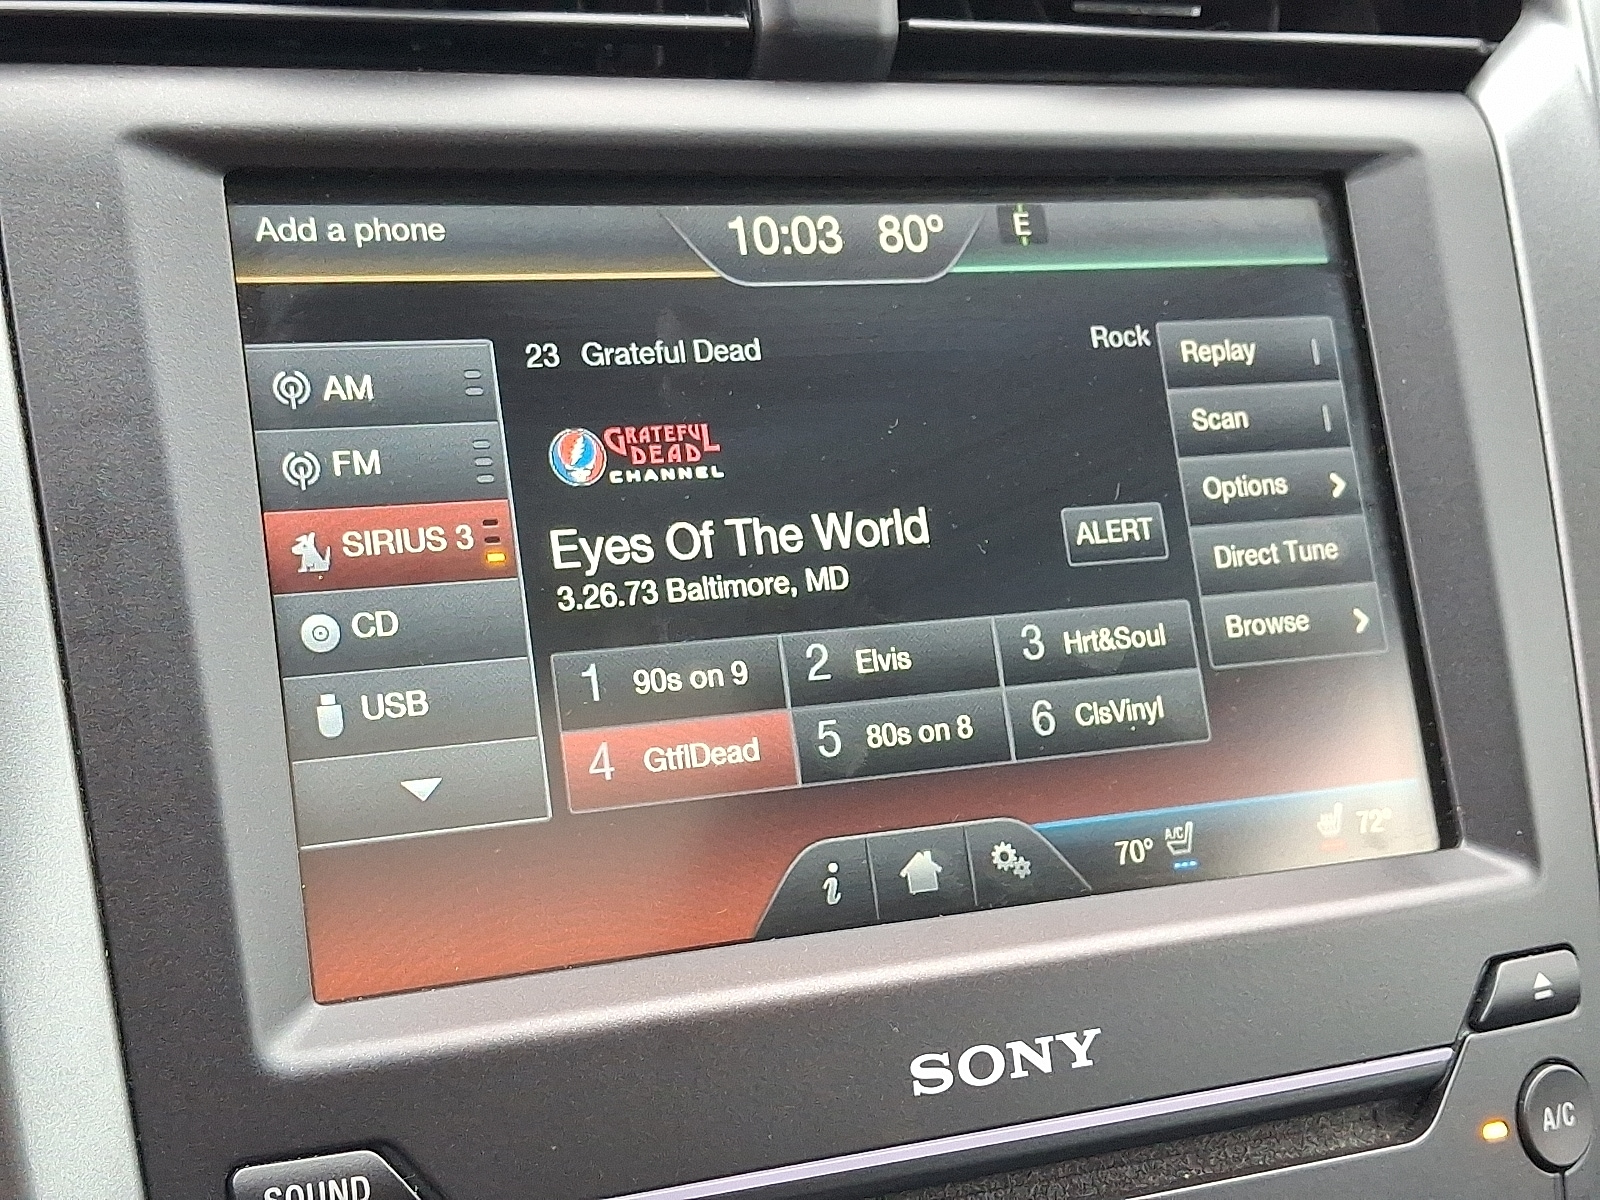 Add a phone
10:03 80°
E
AM
FM
SIRIUS 3
CD
USB
23 Grateful Dead
Rock
GRATEFUL
DEAD
CHANNEL
Eyes Of The World
3.26.73 Baltimore, MD
ALERT
1 90s on 9
2 Elvis
3 Hrt&Soul
4 GtflDead
5 80s on 8
6 ClsVinyl
Replay
Scan
Options
Direct Tune
Browse
i
70° A/C
72°
SONY
SOUND
A/C